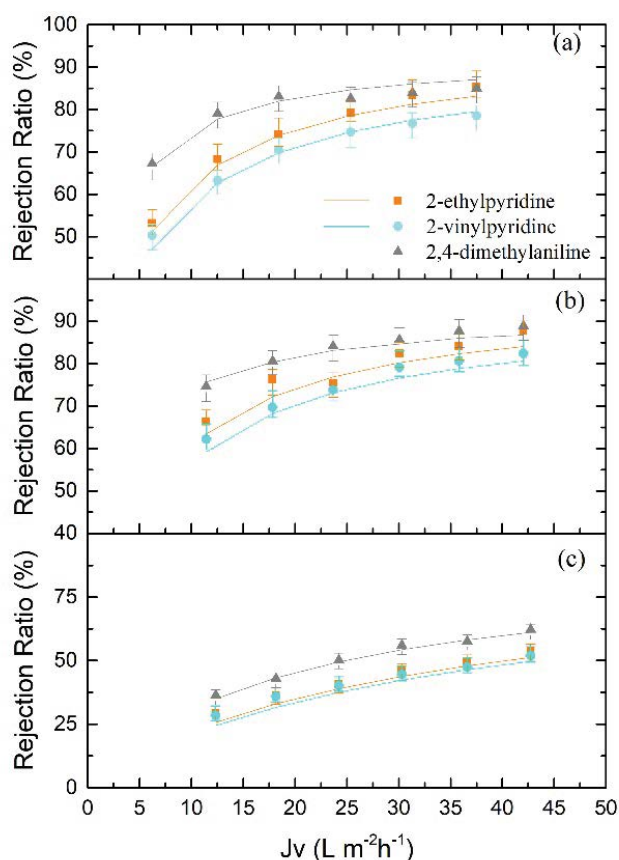 100
90
80
70
60
50
Rejection Ratio (%)
(a)
2-ethylpyridine
2-vinylpyridinc
2,4-dimethylaniline
90
80
70
60
50
40
Rejection Ratio (%)
(b)
75
50
25
0
Rejection Ratio (%)
(c)
0 5 10 15 20 25 30 35 40 45 50
Jv (L m⁻²h⁻¹)